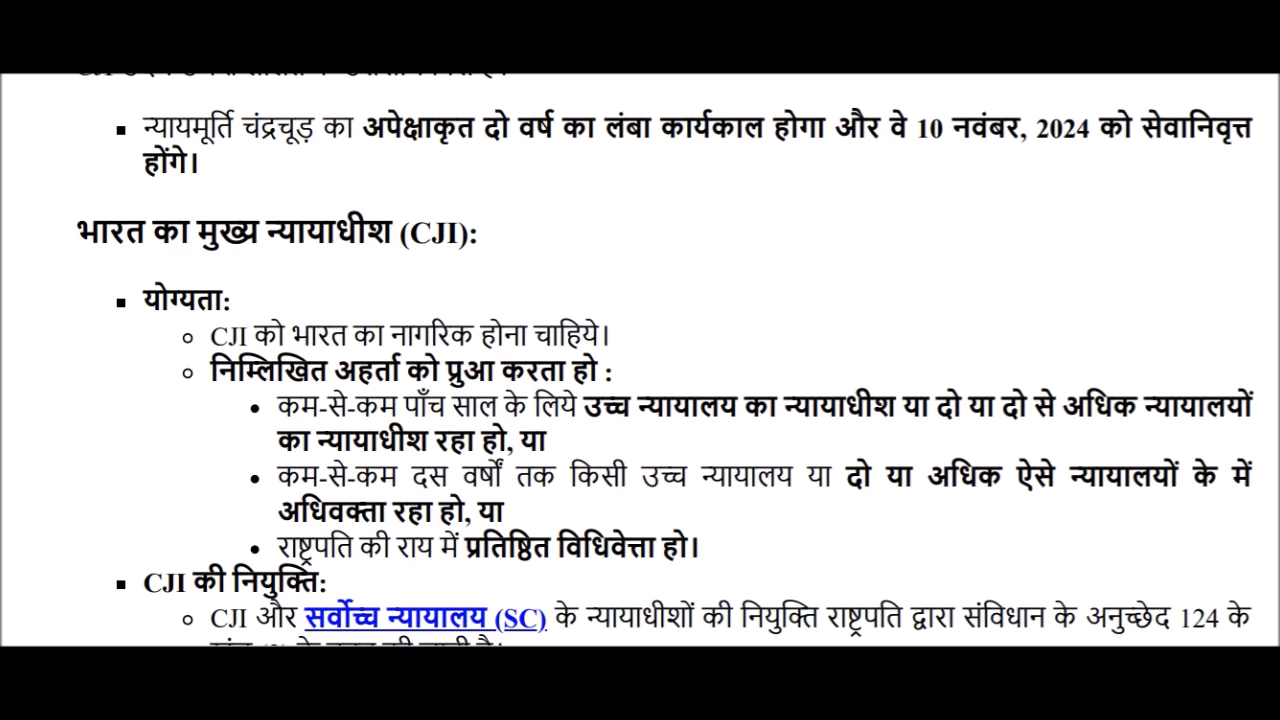 न्यायमूर्ति चंद्रचूड़ का अपेक्षाकृत दो वर्ष का लंबा कार्यकाल होगा और वे 10 नवंबर, 2024 को सेवानिवृत्त
होंगे।
भारत का मुख्य न्यायाधीश (CJI):
योग्यता:
CJI को भारत का नागरिक होना चाहिये।
निम्लिखित अहर्ता को प्रुआ करता हो :
कम-से-कम पाँच साल के लिये उच्च न्यायालय का न्यायाधीश या दो या दो से अधिक न्यायालयों
का न्यायाधीश रहा हो, या
कम-से-कम दस वर्षों तक किसी उच्च न्यायालय या दो या अधिक ऐसे न्यायालयों के में
अधिवक्ता रहा हो, या
राष्ट्रपति की राय में प्रतिष्ठित विधिवेत्ता हो।
CJI की नियुक्ति:
CJI और सर्वोच्च न्यायालय (SC) के न्यायाधीशों की नियुक्ति राष्ट्रपति द्वारा संविधान के अनुच्छेद 124 के